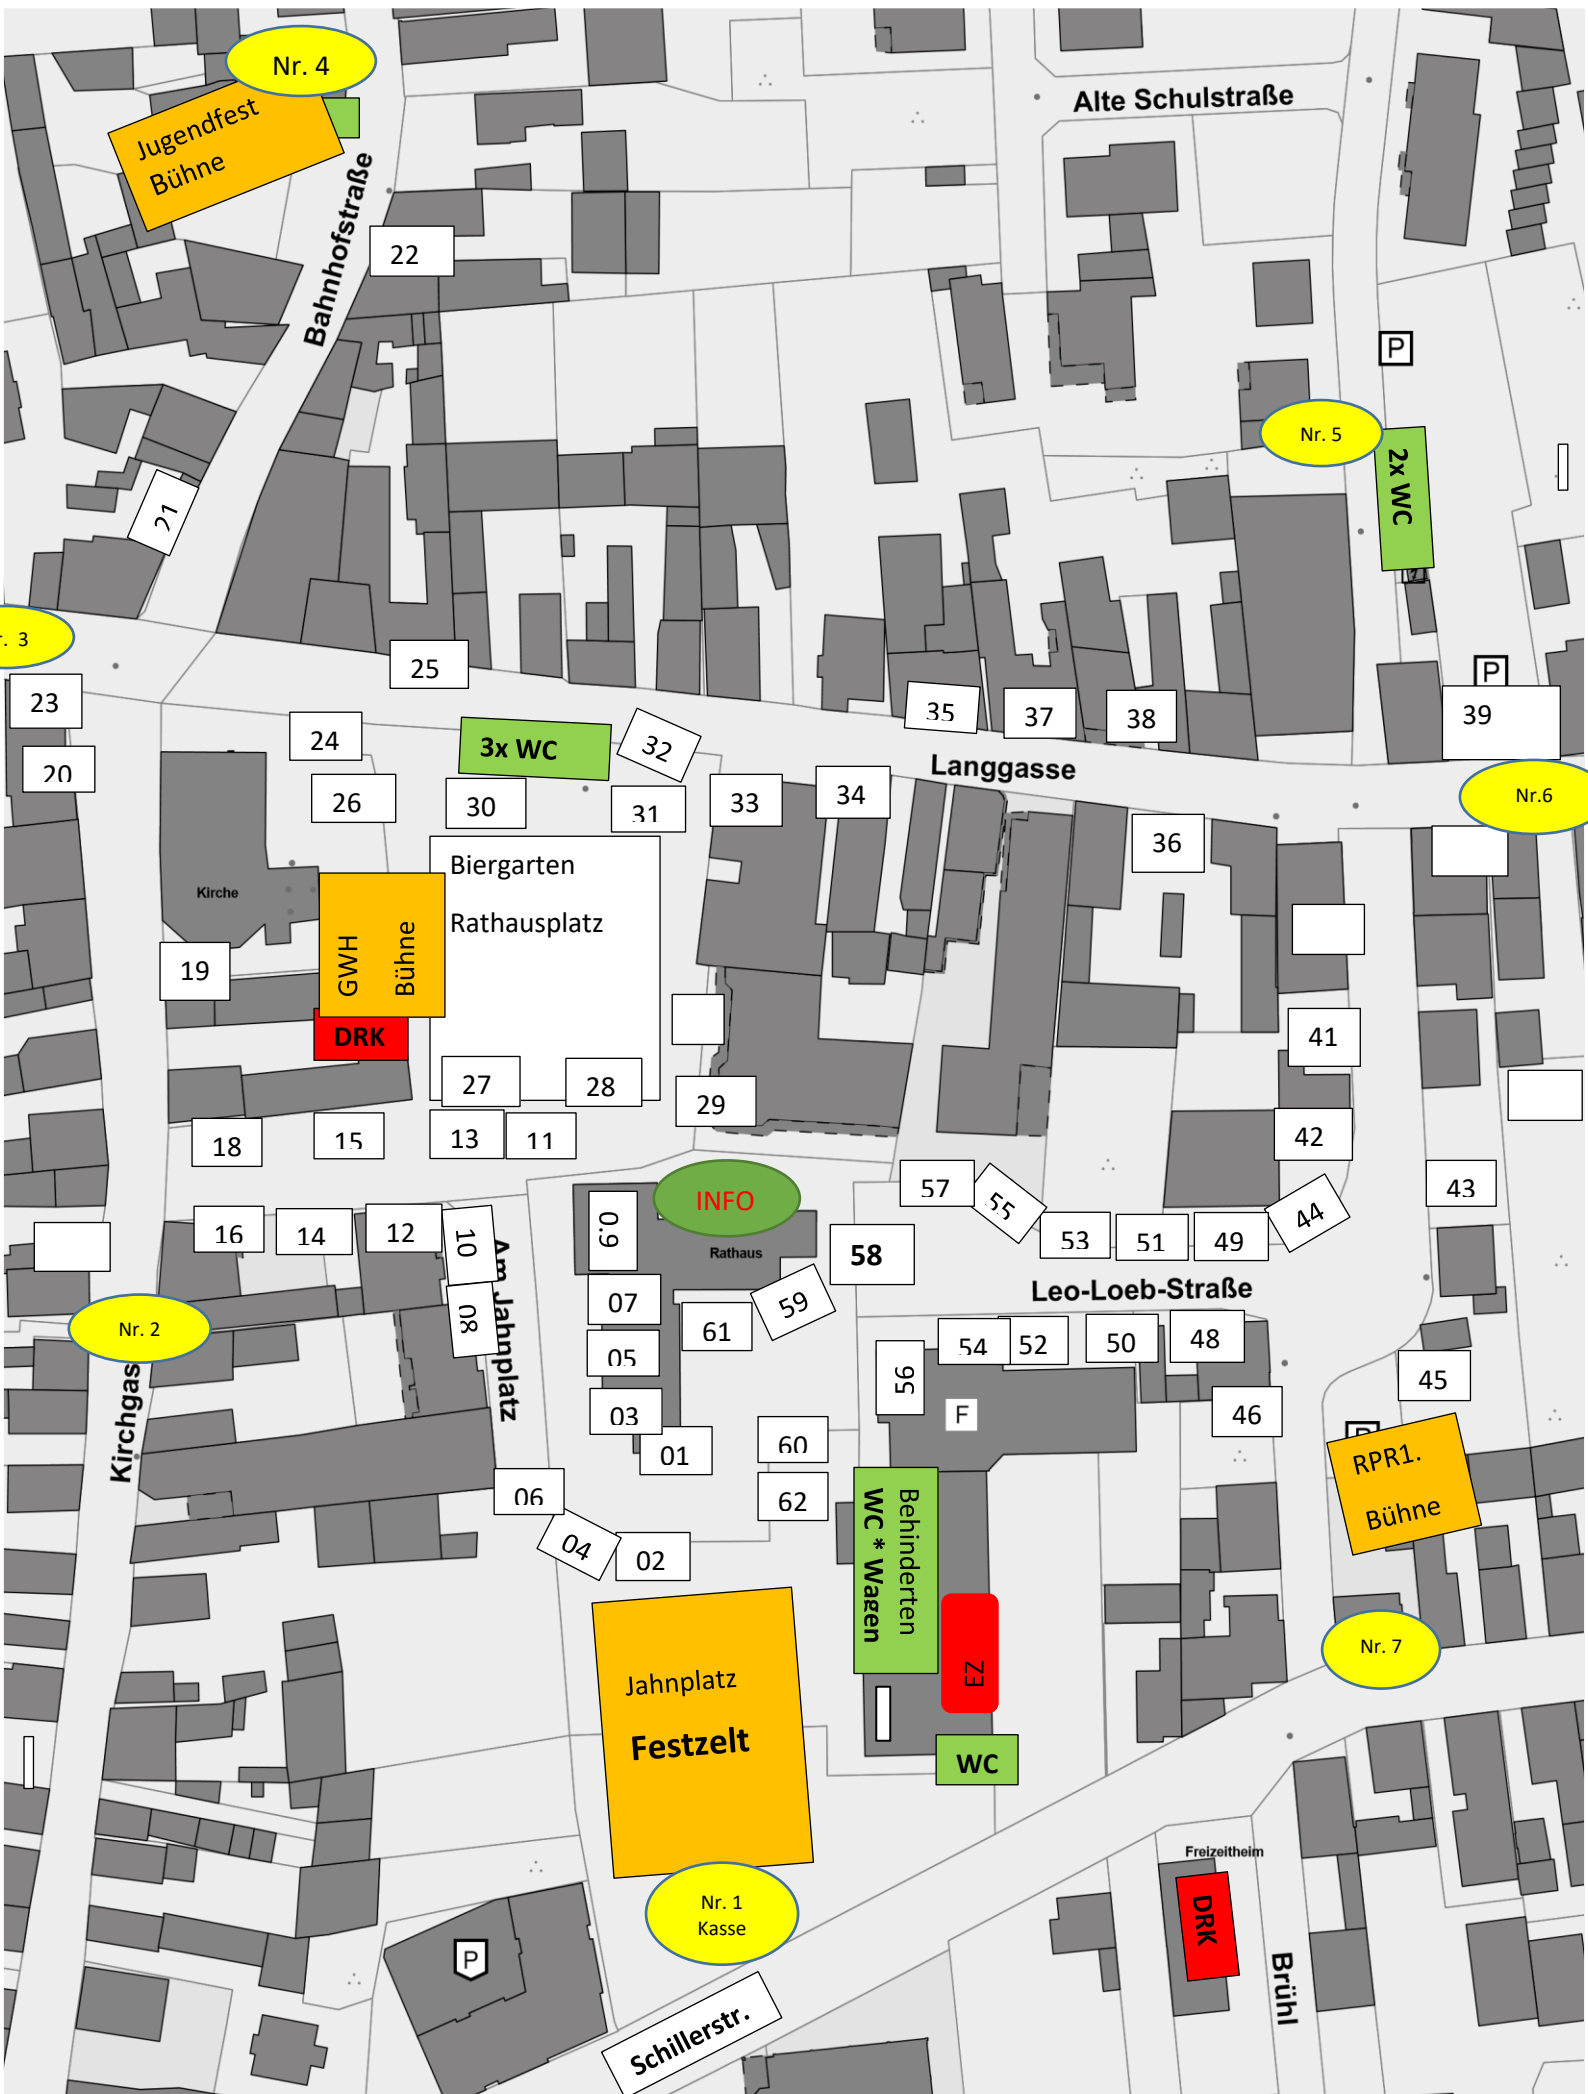 Nr. 4
Jugendfest
Bühne
Alte Schulstraße
Bahnhofstraße
22
P
Nr. 5
2x WC
21
r. 3
25
P
23
24
3x WC
32
35
37
38
39
20
Langgasse
26
30
31
33
34
Nr.6
36
Biergarten
Rathausplatz
Kirche
GWH
Bühne
19
DRK
41
27
28
29
18
15
13
11
42
57
55
43
44
INFO
16
14
12
10
0.9
Rathaus
58
53
51
49
Am Jahnplatz
Leo-Loeb-Straße
Nr. 2
08
07
61
59
05
54
52
50
48
56
45
Kirchgas
03
F
46
01
60
P
RPR1.
Bühne
06
62
04
02
Behinderten
WC * Wagen
Jahnplatz
Festzelt
EZ
Nr. 7
WC
Freizeitheim
DRK
Nr. 1
Kasse
P
Brühl
Schillerstr.